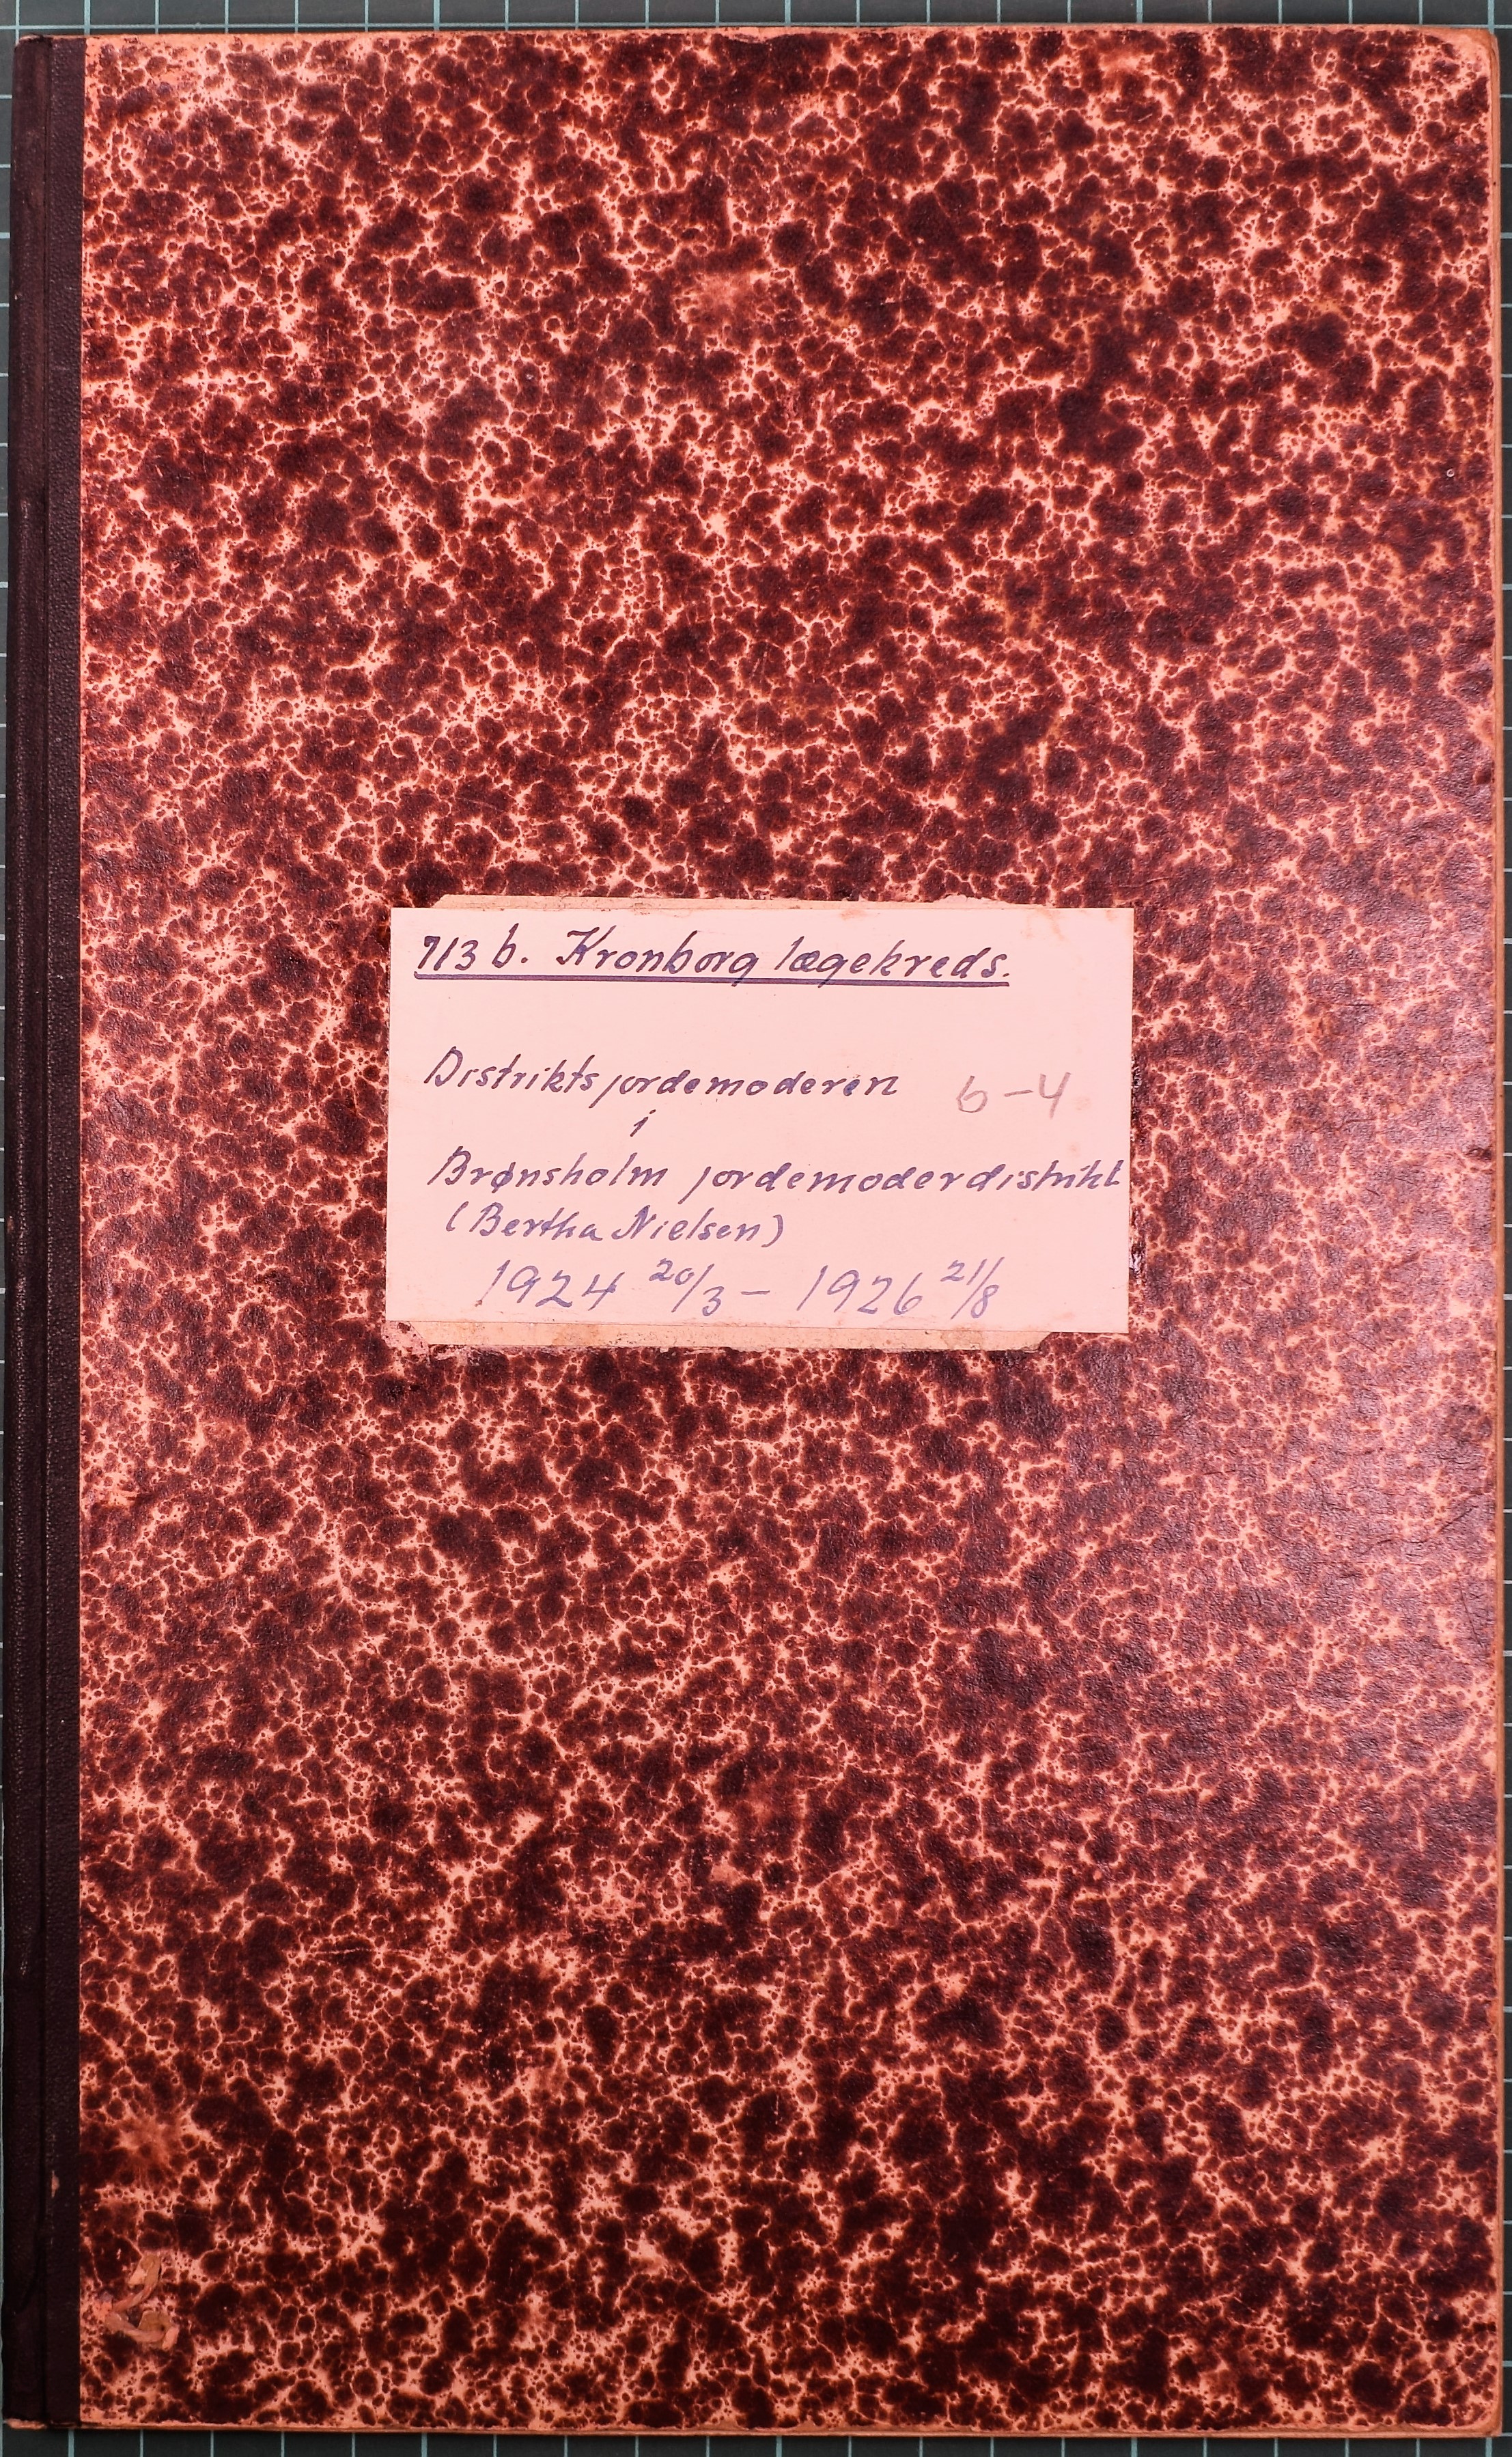 713 b. Kronborg lægekreds.
Distriktsjordemoderen 6-4
i
Brønsholm jordemoderdistrikt
(Bertha Nielsen)
1924 20/3 - 1926 21/8